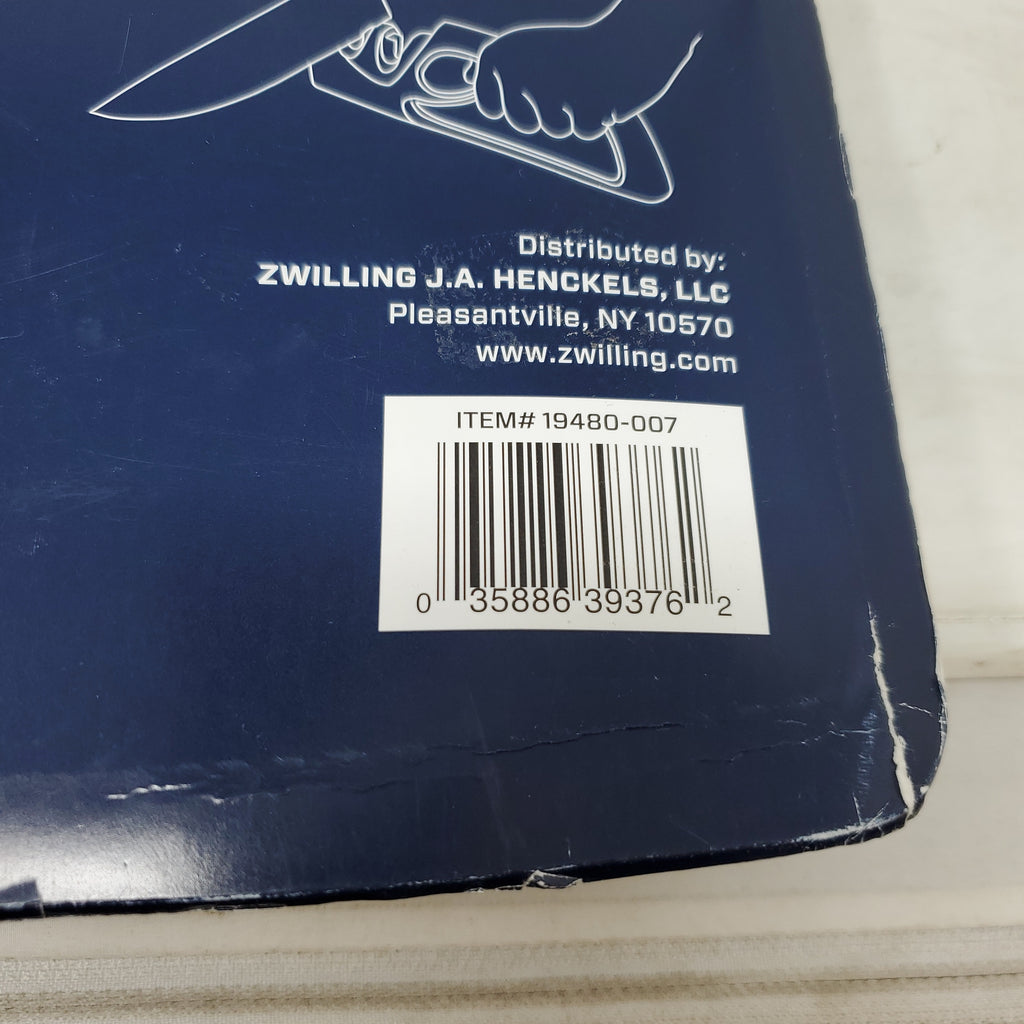 Distributed by:
ZWILLING J.A. HENCKELS, LLC
Pleasantville, NY 10570
www.zwilling.com
ITEM# 19480-007
0 35886 39376 2